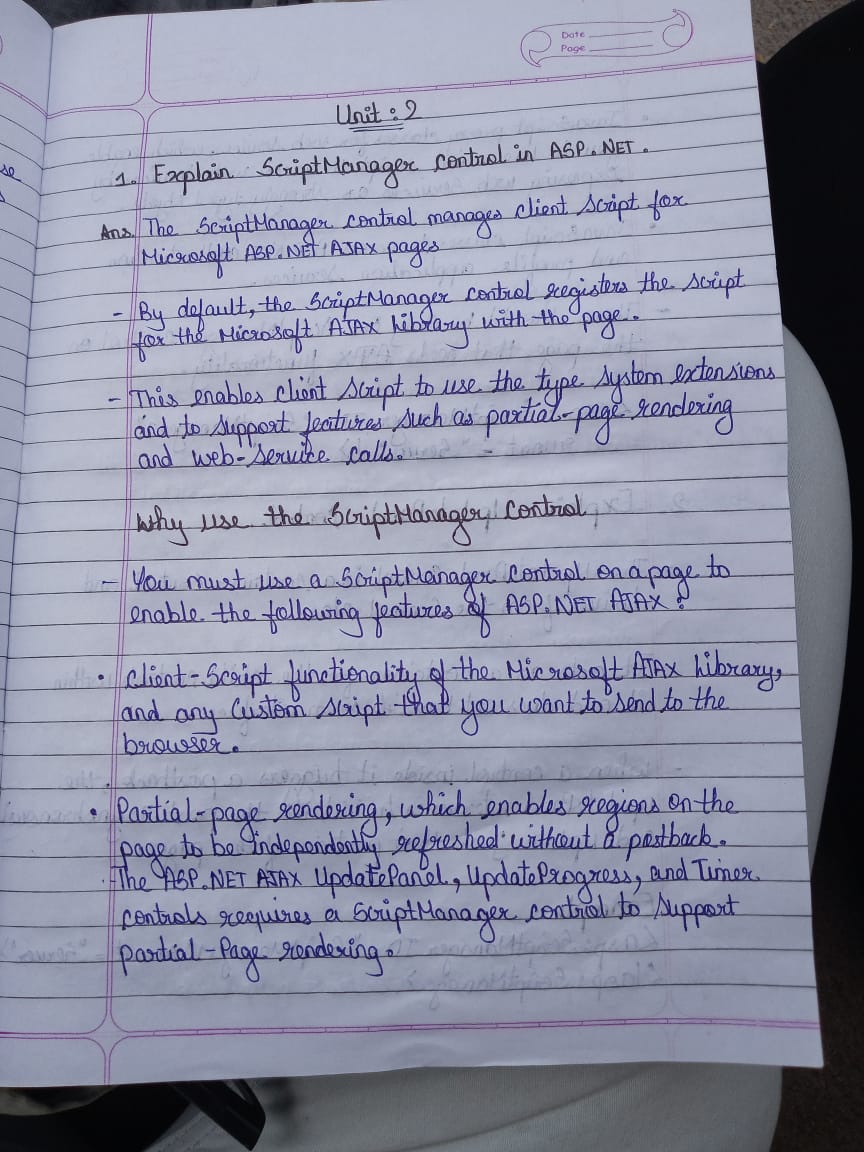 Date
Page
se
Unit : 2
1. Explain ScriptManager control in ASP.NET.
Ans. The ScriptManager control manages client script for
Microsoft ASP.NET AJAX pages
- By default, the ScriptManager control registers the script
for the Microsoft AJAX library with the page.
- This enables client script to use the type system extensions
and to support features such as partial-page rendering
and web-service calls.
Why use the ScriptManager control
- You must use a ScriptManager control on a page to
enable the following features of ASP.NET AJAX :
• Client-Script functionality of the Microsoft AJAX library,
and any custom script that you want to send to the
browser.
• Partial-page rendering, which enables regions on the
page to be independently refreshed without a postback.
The ASP.NET AJAX UpdatePanel, UpdateProgress, and Timer
controls requires a ScriptManager control to support
partial-Page rendering.